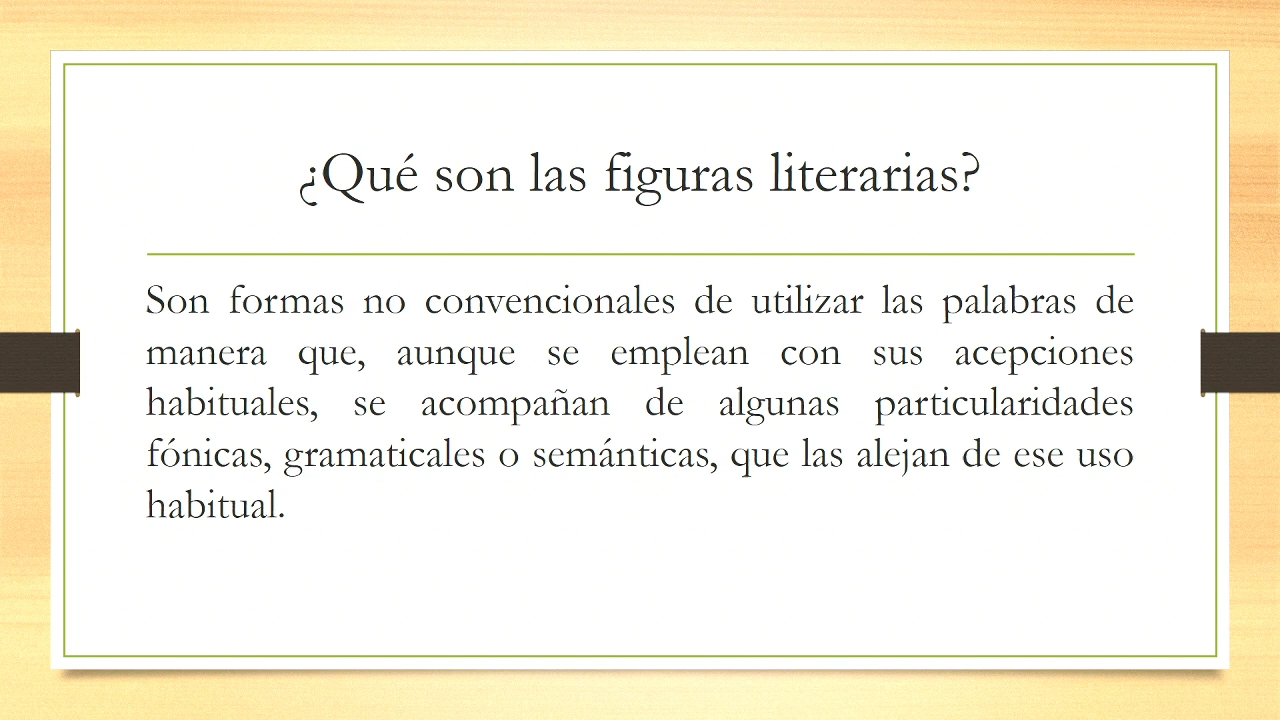 ¿Qué son las figuras literarias?
Son formas no convencionales de utilizar las palabras de
manera que, aunque se emplean con sus acepciones
habituales, se acompañan de algunas particularidades
fónicas, gramaticales o semánticas, que las alejan de ese uso
habitual.